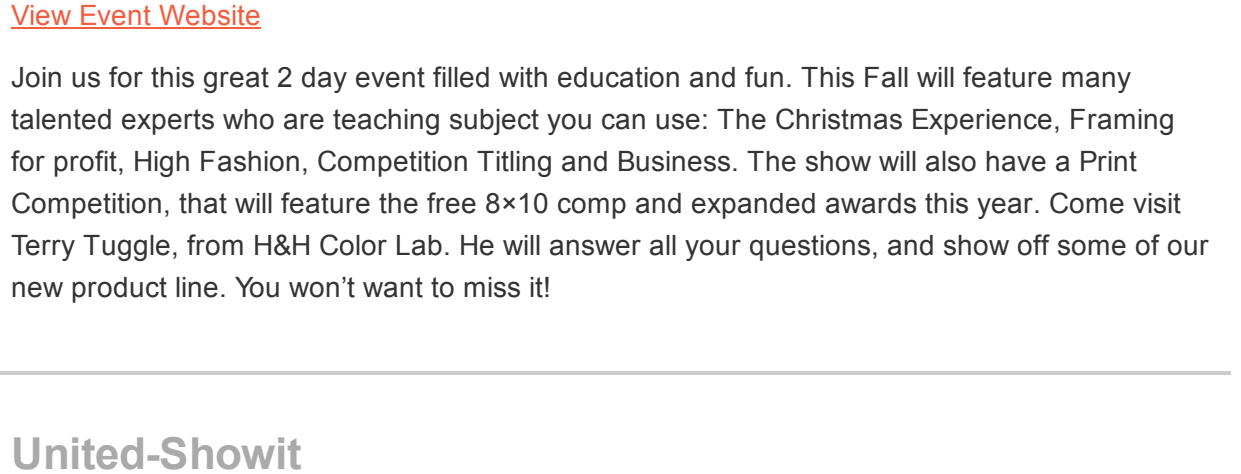 View Event Website
Join us for this great 2 day event filled with education and fun. This Fall will feature many
talented experts who are teaching subject you can use: The Christmas Experience, Framing
for profit, High Fashion, Competition Titling and Business. The show will also have a Print
Competition, that will feature the free 8×10 comp and expanded awards this year. Come visit
Terry Tuggle, from H&H Color Lab. He will answer all your questions, and show off some of our
new product line. You won’t want to miss it!
United-Showit